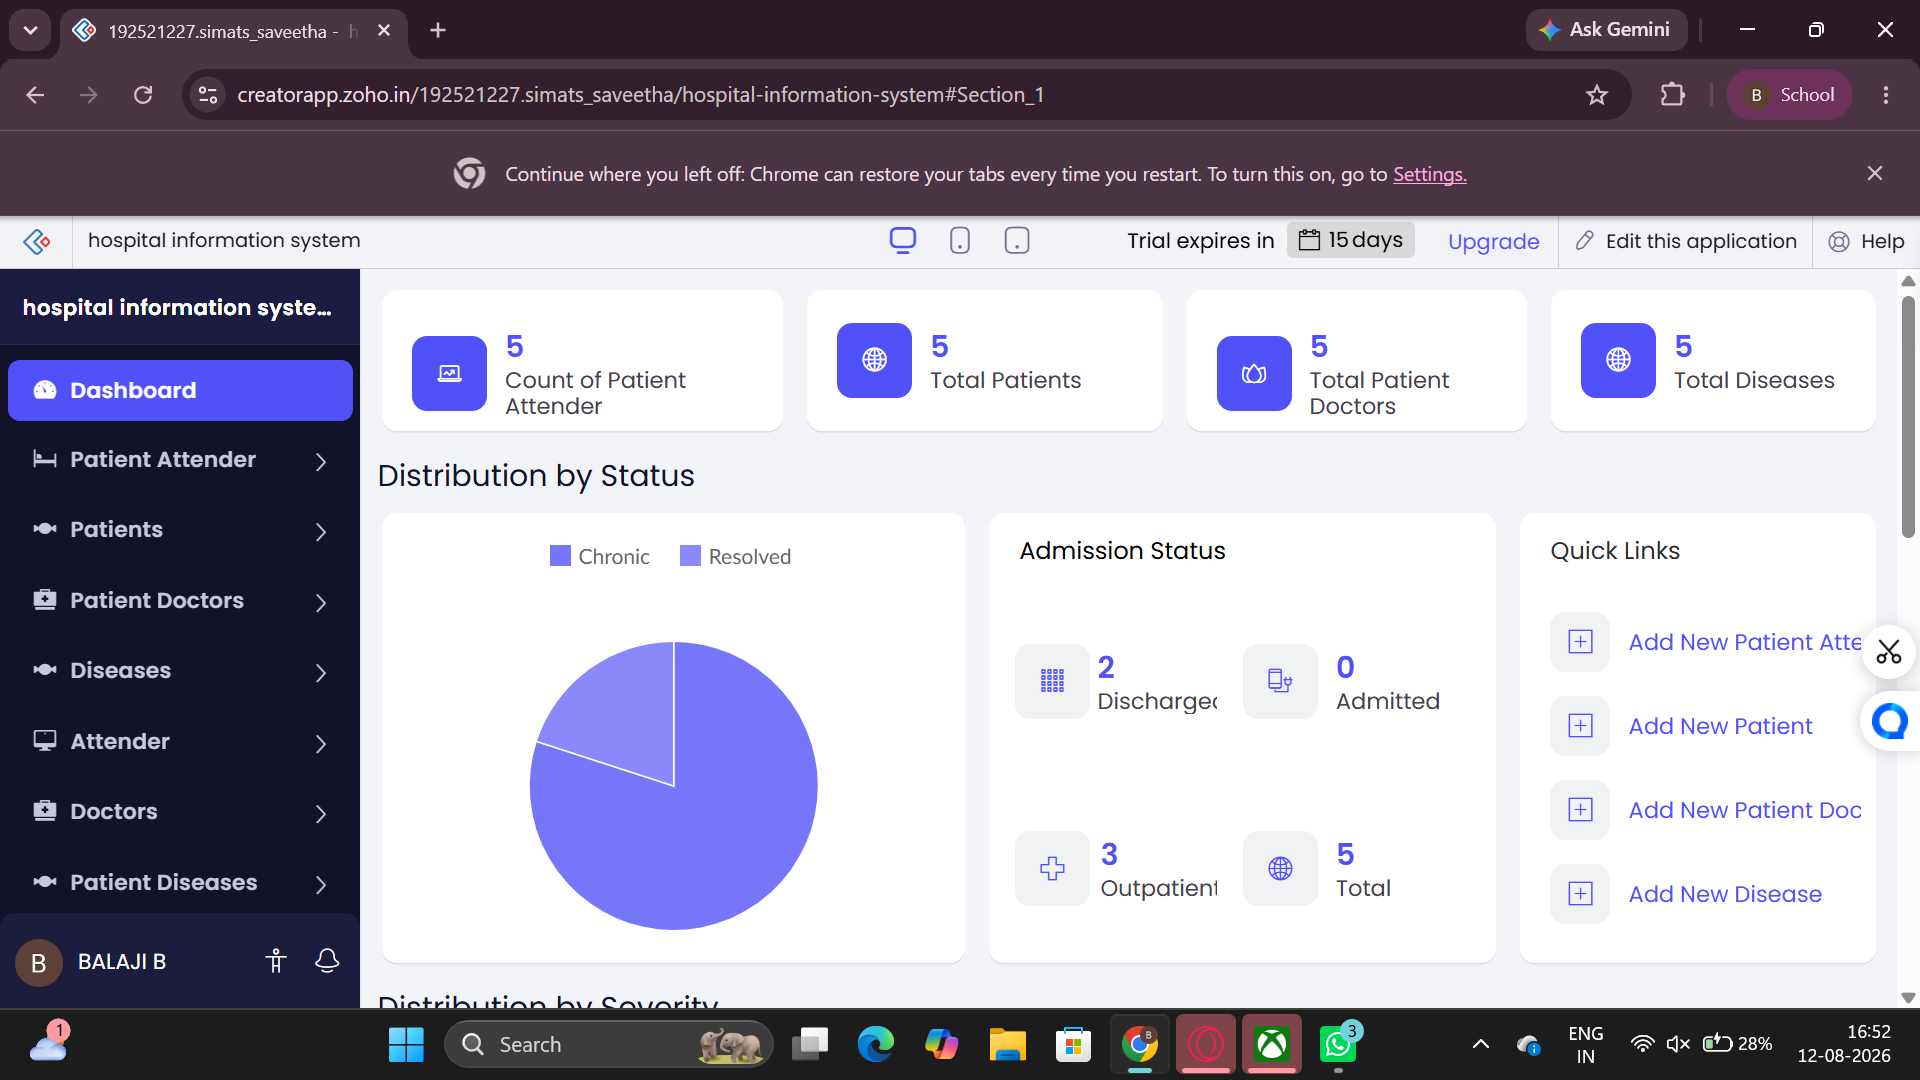 192521227.simats_saveetha - h
Ask Gemini
creatorapp.zoho.in/192521227.simats_saveetha/hospital-information-system#Section_1
B School
Continue where you left off: Chrome can restore your tabs every time you restart. To turn this on, go to Settings.
hospital information system
Trial expires in 15 days
Upgrade
Edit this application
Help
hospital information syste...
Dashboard
Patient Attender
Patients
Patient Doctors
Diseases
Attender
Doctors
Patient Diseases
B BALAJI B
5
Count of Patient
Attender
5
Total Patients
5
Total Patient
Doctors
5
Total Diseases
Distribution by Status
Chronic Resolved
Admission Status
2
Discharged
0
Admitted
3
Outpatient
5
Total
Quick Links
Add New Patient Atte
Add New Patient
Add New Patient Doc
Add New Disease
Distribution by Severity
1
Search
B
3
ENG
IN
28%
16:52
12-08-2026